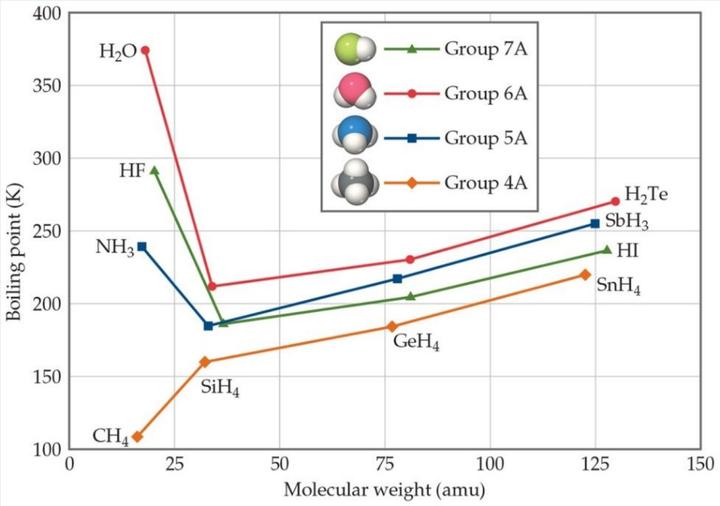 400
350
300
250
200
150
100
Boiling point (K)
0
25
50
75
100
125
150
Molecular weight (amu)
Group 7A
Group 6A
Group 5A
Group 4A
H₂O
HF
NH₃
CH₄
SiH₄
GeH₄
H₂Te
SbH₃
HI
SnH₄